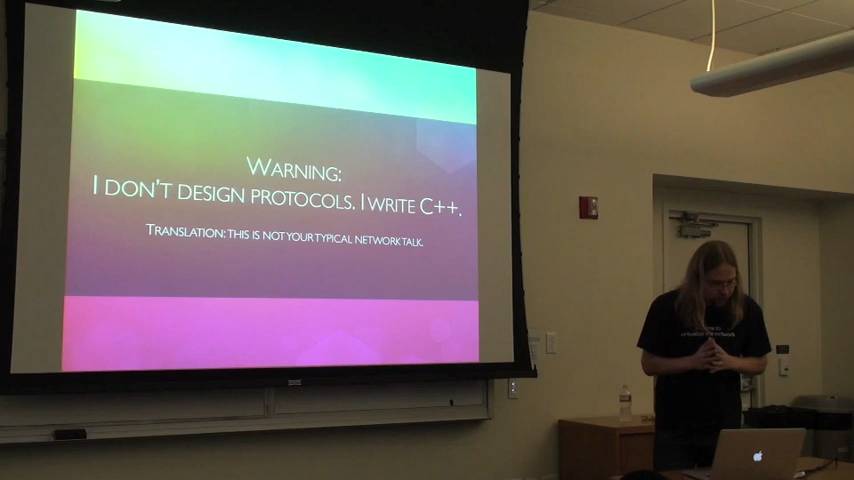 WARNING:
I DON'T DESIGN PROTOCOLS. I WRITE C++.
TRANSLATION: THIS IS NOT YOUR TYPICAL NETWORK TALK.